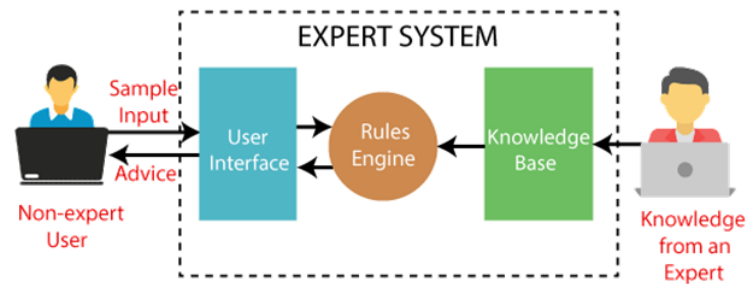 EXPERT SYSTEM
Sample
Input
Advice
Non-expert
User
User
Interface
Rules
Engine
Knowledge
Base
Knowledge
from an
Expert